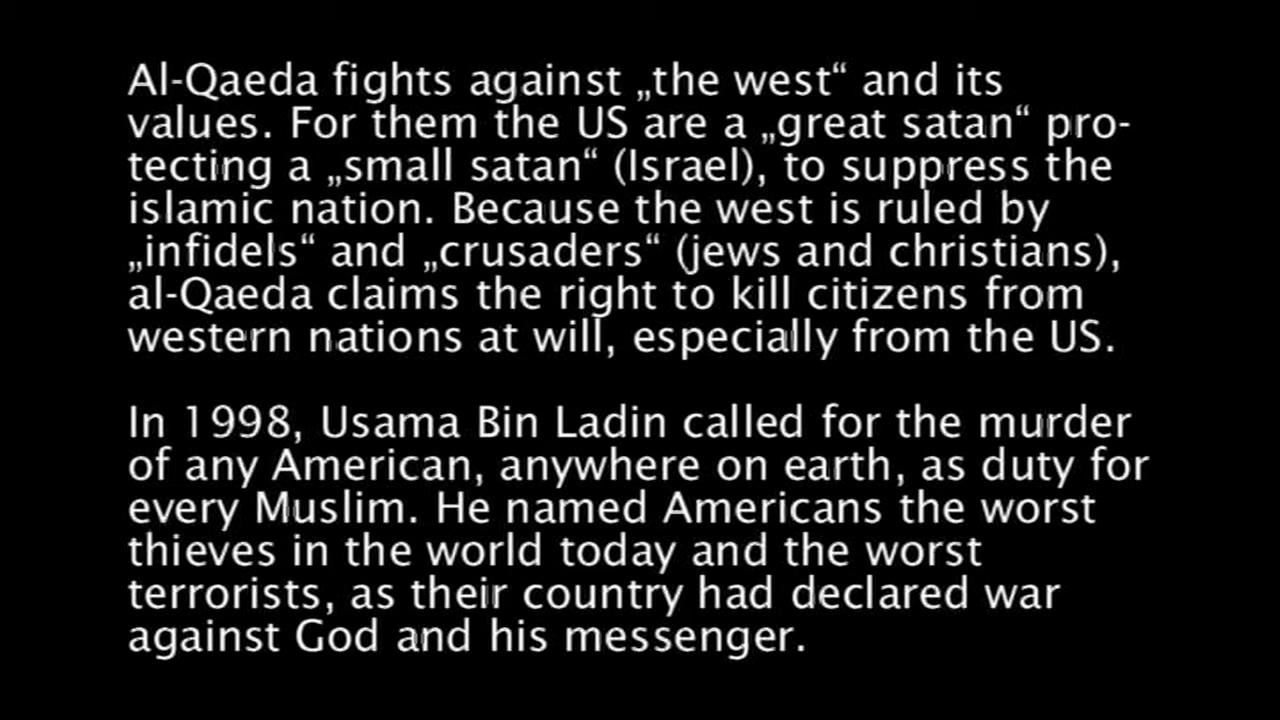 Al-Qaeda fights against „the west“ and its
values. For them the US are a „great satan“ pro-
tecting a „small satan“ (Israel), to suppress the
islamic nation. Because the west is ruled by
„infidels“ and „crusaders“ (jews and christians),
al-Qaeda claims the right to kill citizens from
western nations at will, especially from the US.
In 1998, Usama Bin Ladin called for the murder
of any American, anywhere on earth, as duty for
every Muslim. He named Americans the worst
thieves in the world today and the worst
terrorists, as their country had declared war
against God and his messenger.